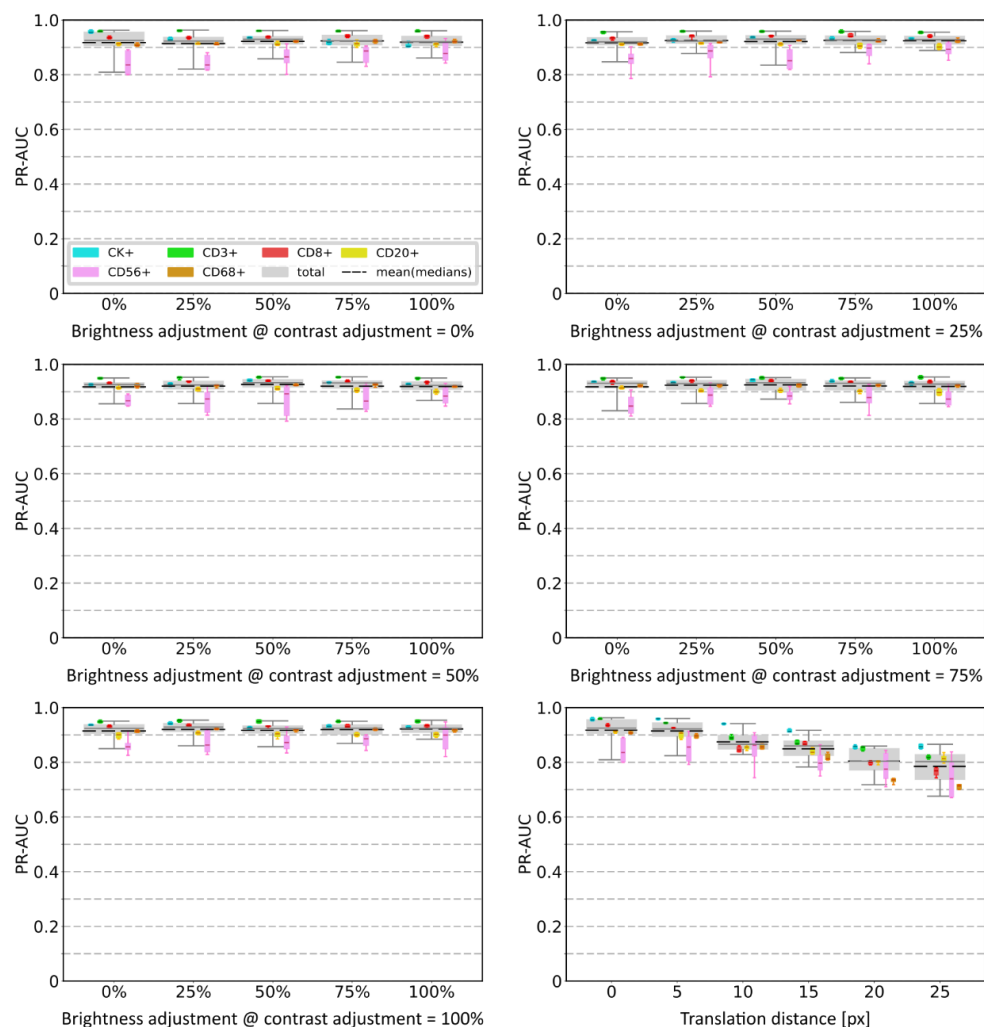 1.0
0.8
0.6
0.4
0.2
0
PR-AUC
CK+ CD3+ CD8+ CD20+
CD56+ CD68+ total mean(medians)
0% 25% 50% 75% 100%
Brightness adjustment @ contrast adjustment = 0%
1.0
0.8
0.6
0.4
0.2
0
PR-AUC
0% 25% 50% 75% 100%
Brightness adjustment @ contrast adjustment = 25%
1.0
0.8
0.6
0.4
0.2
0
PR-AUC
0% 25% 50% 75% 100%
Brightness adjustment @ contrast adjustment = 50%
1.0
0.8
0.6
0.4
0.2
0
PR-AUC
0% 25% 50% 75% 100%
Brightness adjustment @ contrast adjustment = 75%
1.0
0.8
0.6
0.4
0.2
0
PR-AUC
0% 25% 50% 75% 100%
Brightness adjustment @ contrast adjustment = 100%
1.0
0.8
0.6
0.4
0.2
0
PR-AUC
0 5 10 15 20 25
Translation distance [px]